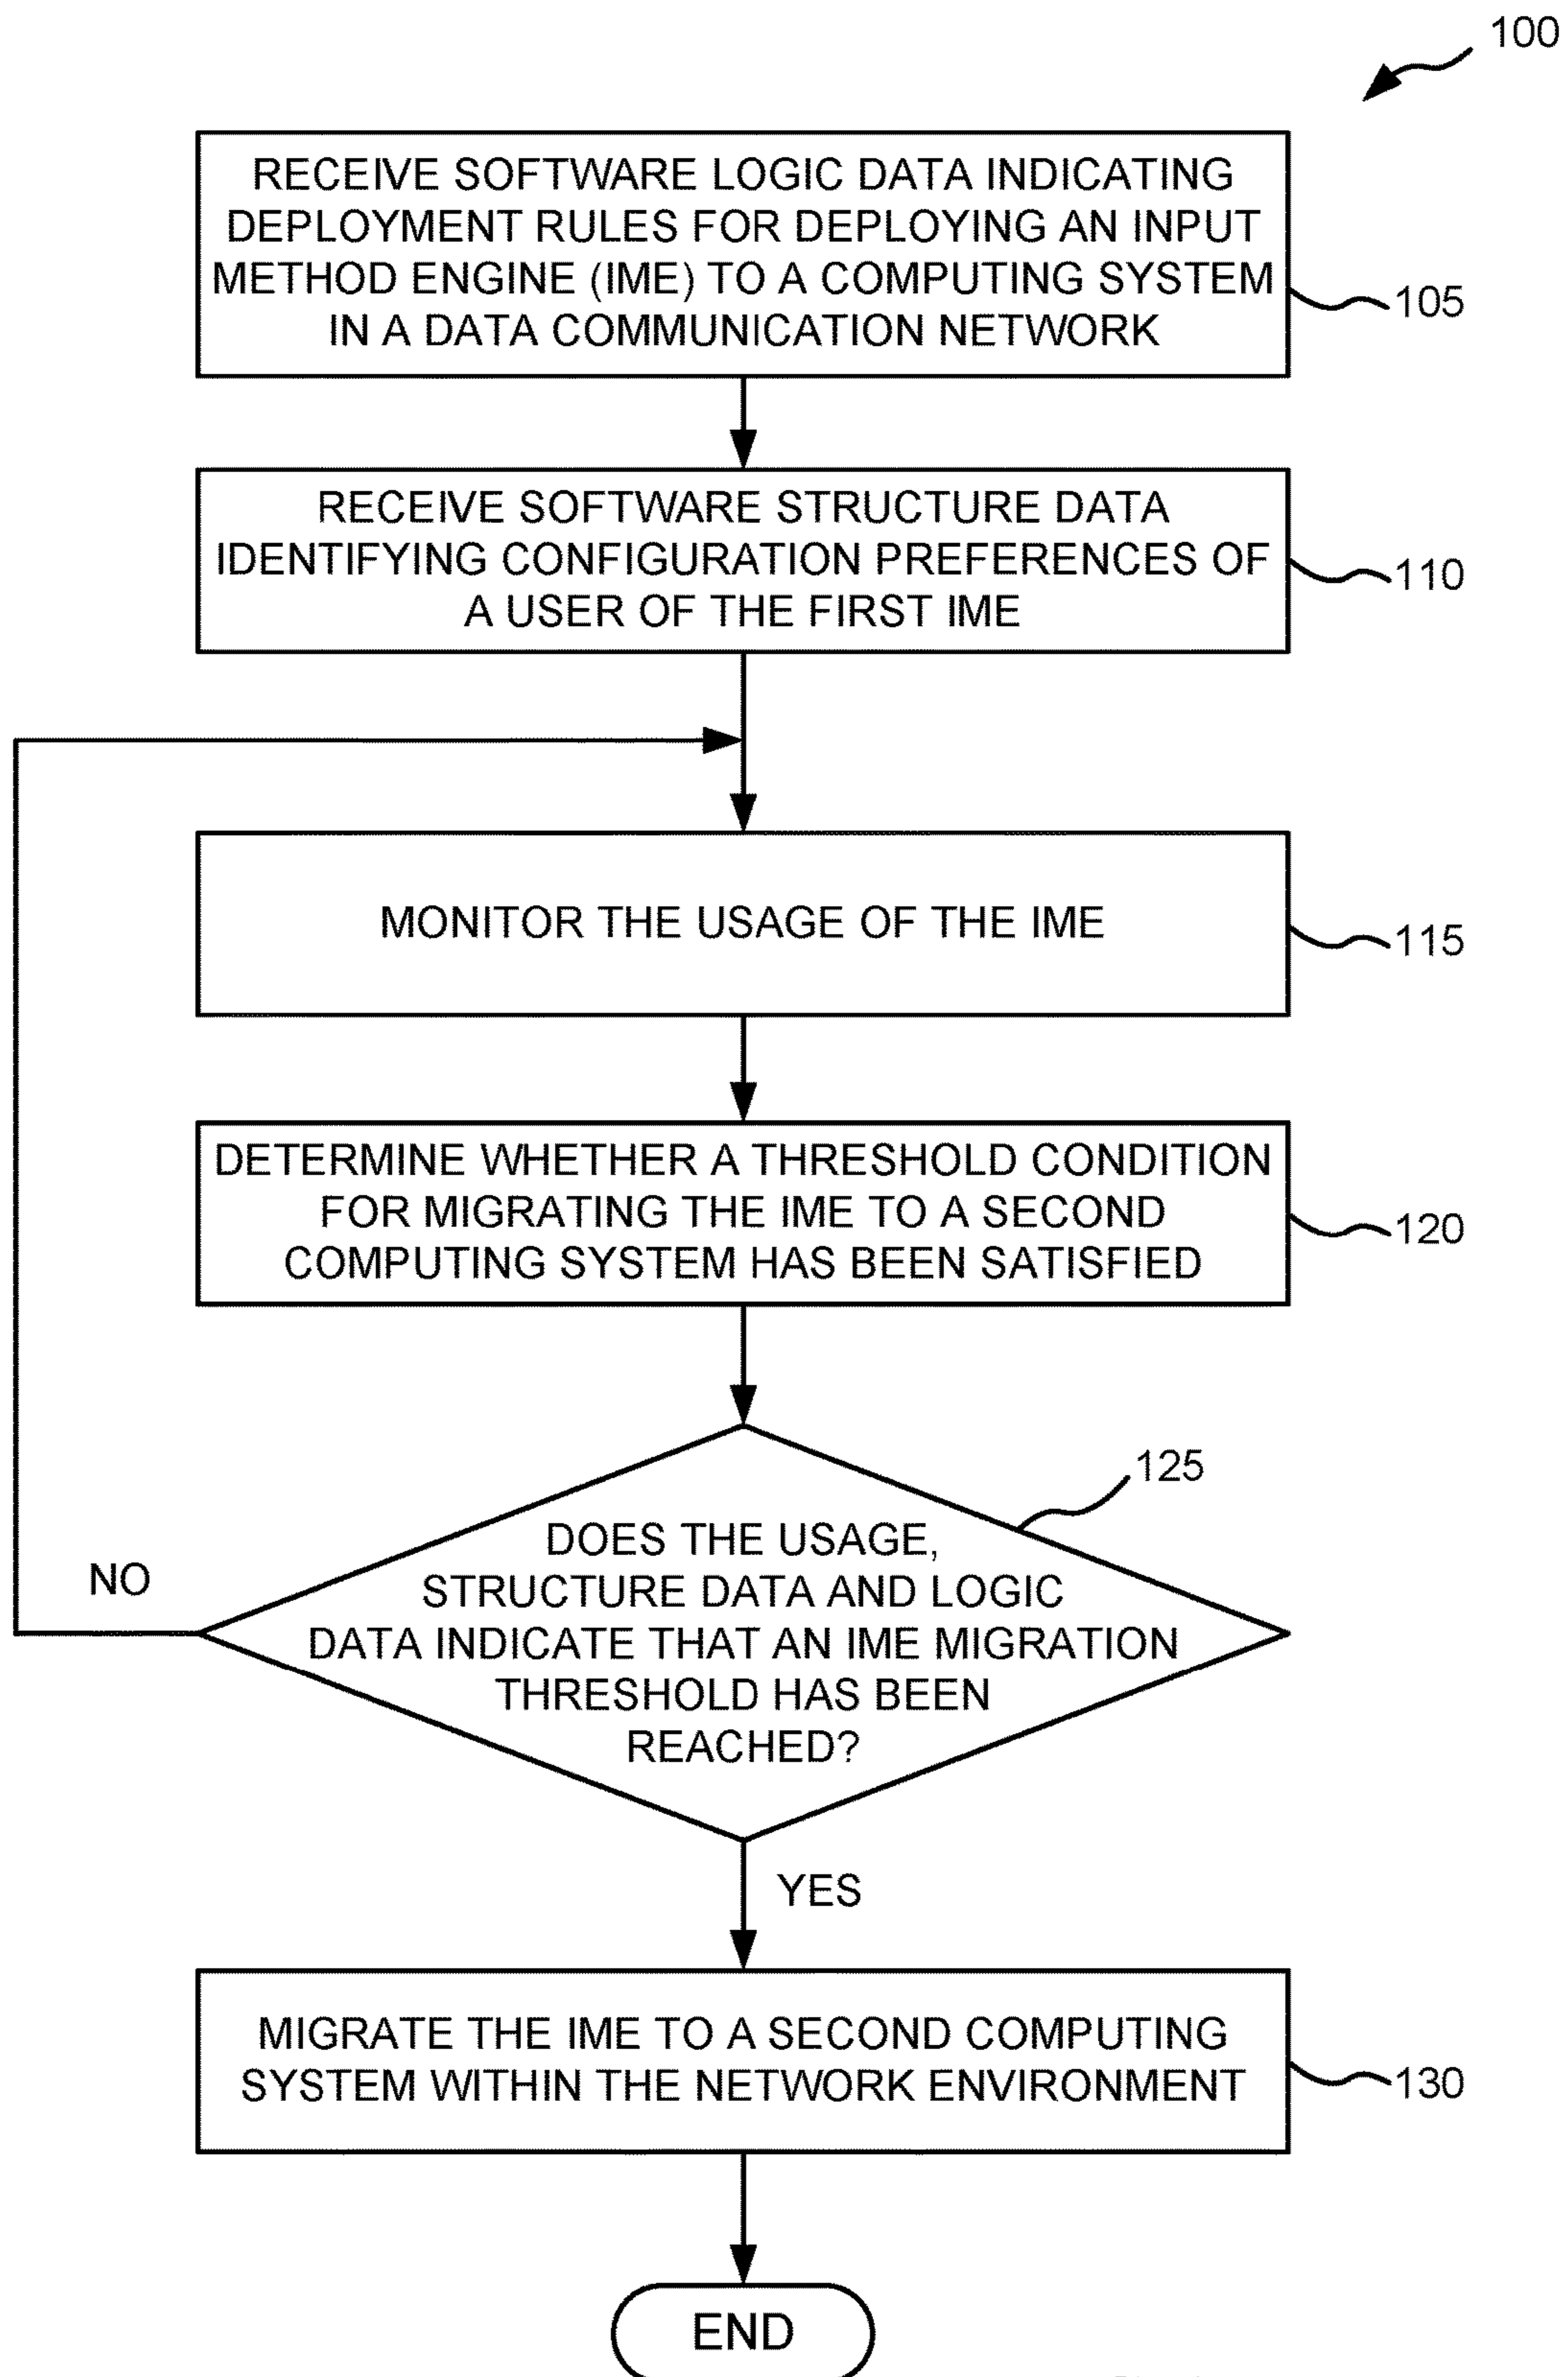 100
RECEIVE SOFTWARE LOGIC DATA INDICATING
DEPLOYMENT RULES FOR DEPLOYING AN INPUT
METHOD ENGINE (IME) TO A COMPUTING SYSTEM
IN A DATA COMMUNICATION NETWORK
105
RECEIVE SOFTWARE STRUCTURE DATA
IDENTIFYING CONFIGURATION PREFERENCES OF
A USER OF THE FIRST IME
110
MONITOR THE USAGE OF THE IME
115
DETERMINE WHETHER A THRESHOLD CONDITION
FOR MIGRATING THE IME TO A SECOND
COMPUTING SYSTEM HAS BEEN SATISFIED
120
125
DOES THE USAGE,
STRUCTURE DATA AND LOGIC
DATA INDICATE THAT AN IME MIGRATION
THRESHOLD HAS BEEN
REACHED?
NO
YES
MIGRATE THE IME TO A SECOND COMPUTING
SYSTEM WITHIN THE NETWORK ENVIRONMENT
130
END